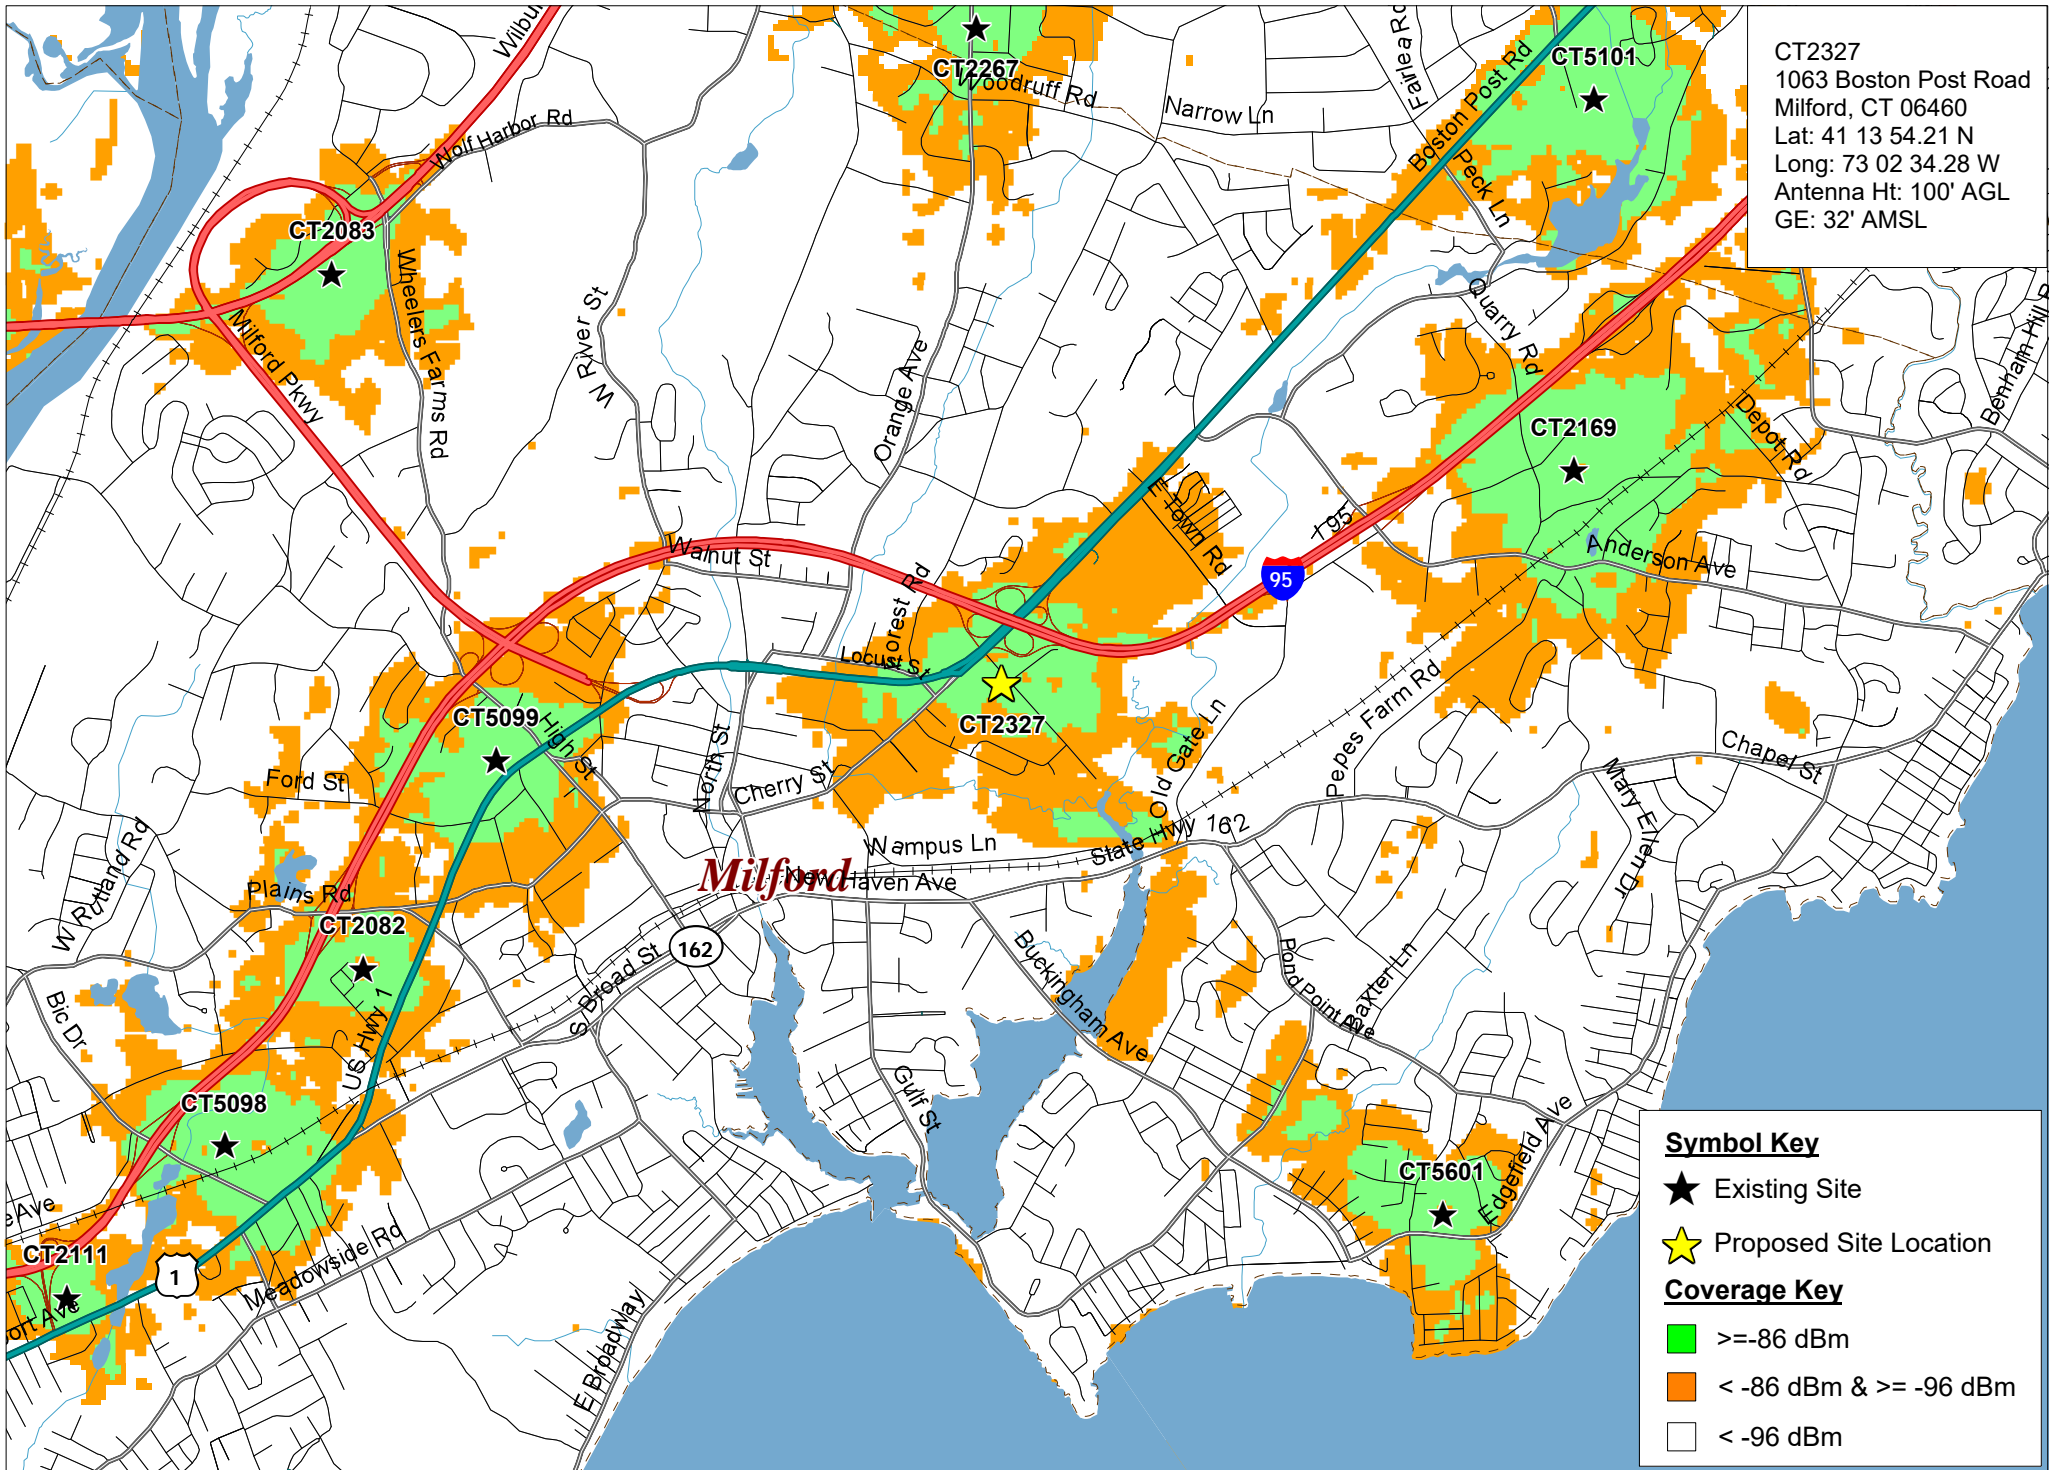 CT2327
1063 Boston Post Road
Milford, CT 06460
Lat: 41 13 54.21 N
Long: 73 02 34.28 W
Antenna Ht: 100' AGL
GE: 32' AMSL
CT2267
Woodruff Rd
Narrow Ln
Boston Post Rd
CT5101
Peck Ln
Wolf Harbor Rd
CT2083
Wheelers Farms Rd
Milford Pkwy
W River St
Orange Ave
Quarry Rd
CT2169
Depot Rd
Benham Hill
E Town Rd
I 95
95
Anderson Ave
Walnut St
Forest Rd
Locust St
CT2327
CT5099
High St
Ford St
North St
Cherry St
Old Gate Ln
Pepes Farm Rd
Chapel St
Mary Ellen Dr
W Rutland Rd
Plains Rd
Wampus Ln
State Hwy 162
Milford
New Haven Ave
CT2082
162
S Broad St
Buckingham Ave
Pond Point Ave
Baxter Ln
Bic Dr
US Hwy 1
CT5098
Gulf St
CT5601
Edgefield Ave
Ave
CT2111
1
Meadowside Rd
Ave
E Broadway
Symbol Key
Existing Site
Proposed Site Location
Coverage Key
>=-86 dBm
< -86 dBm & >= -96 dBm
< -96 dBm